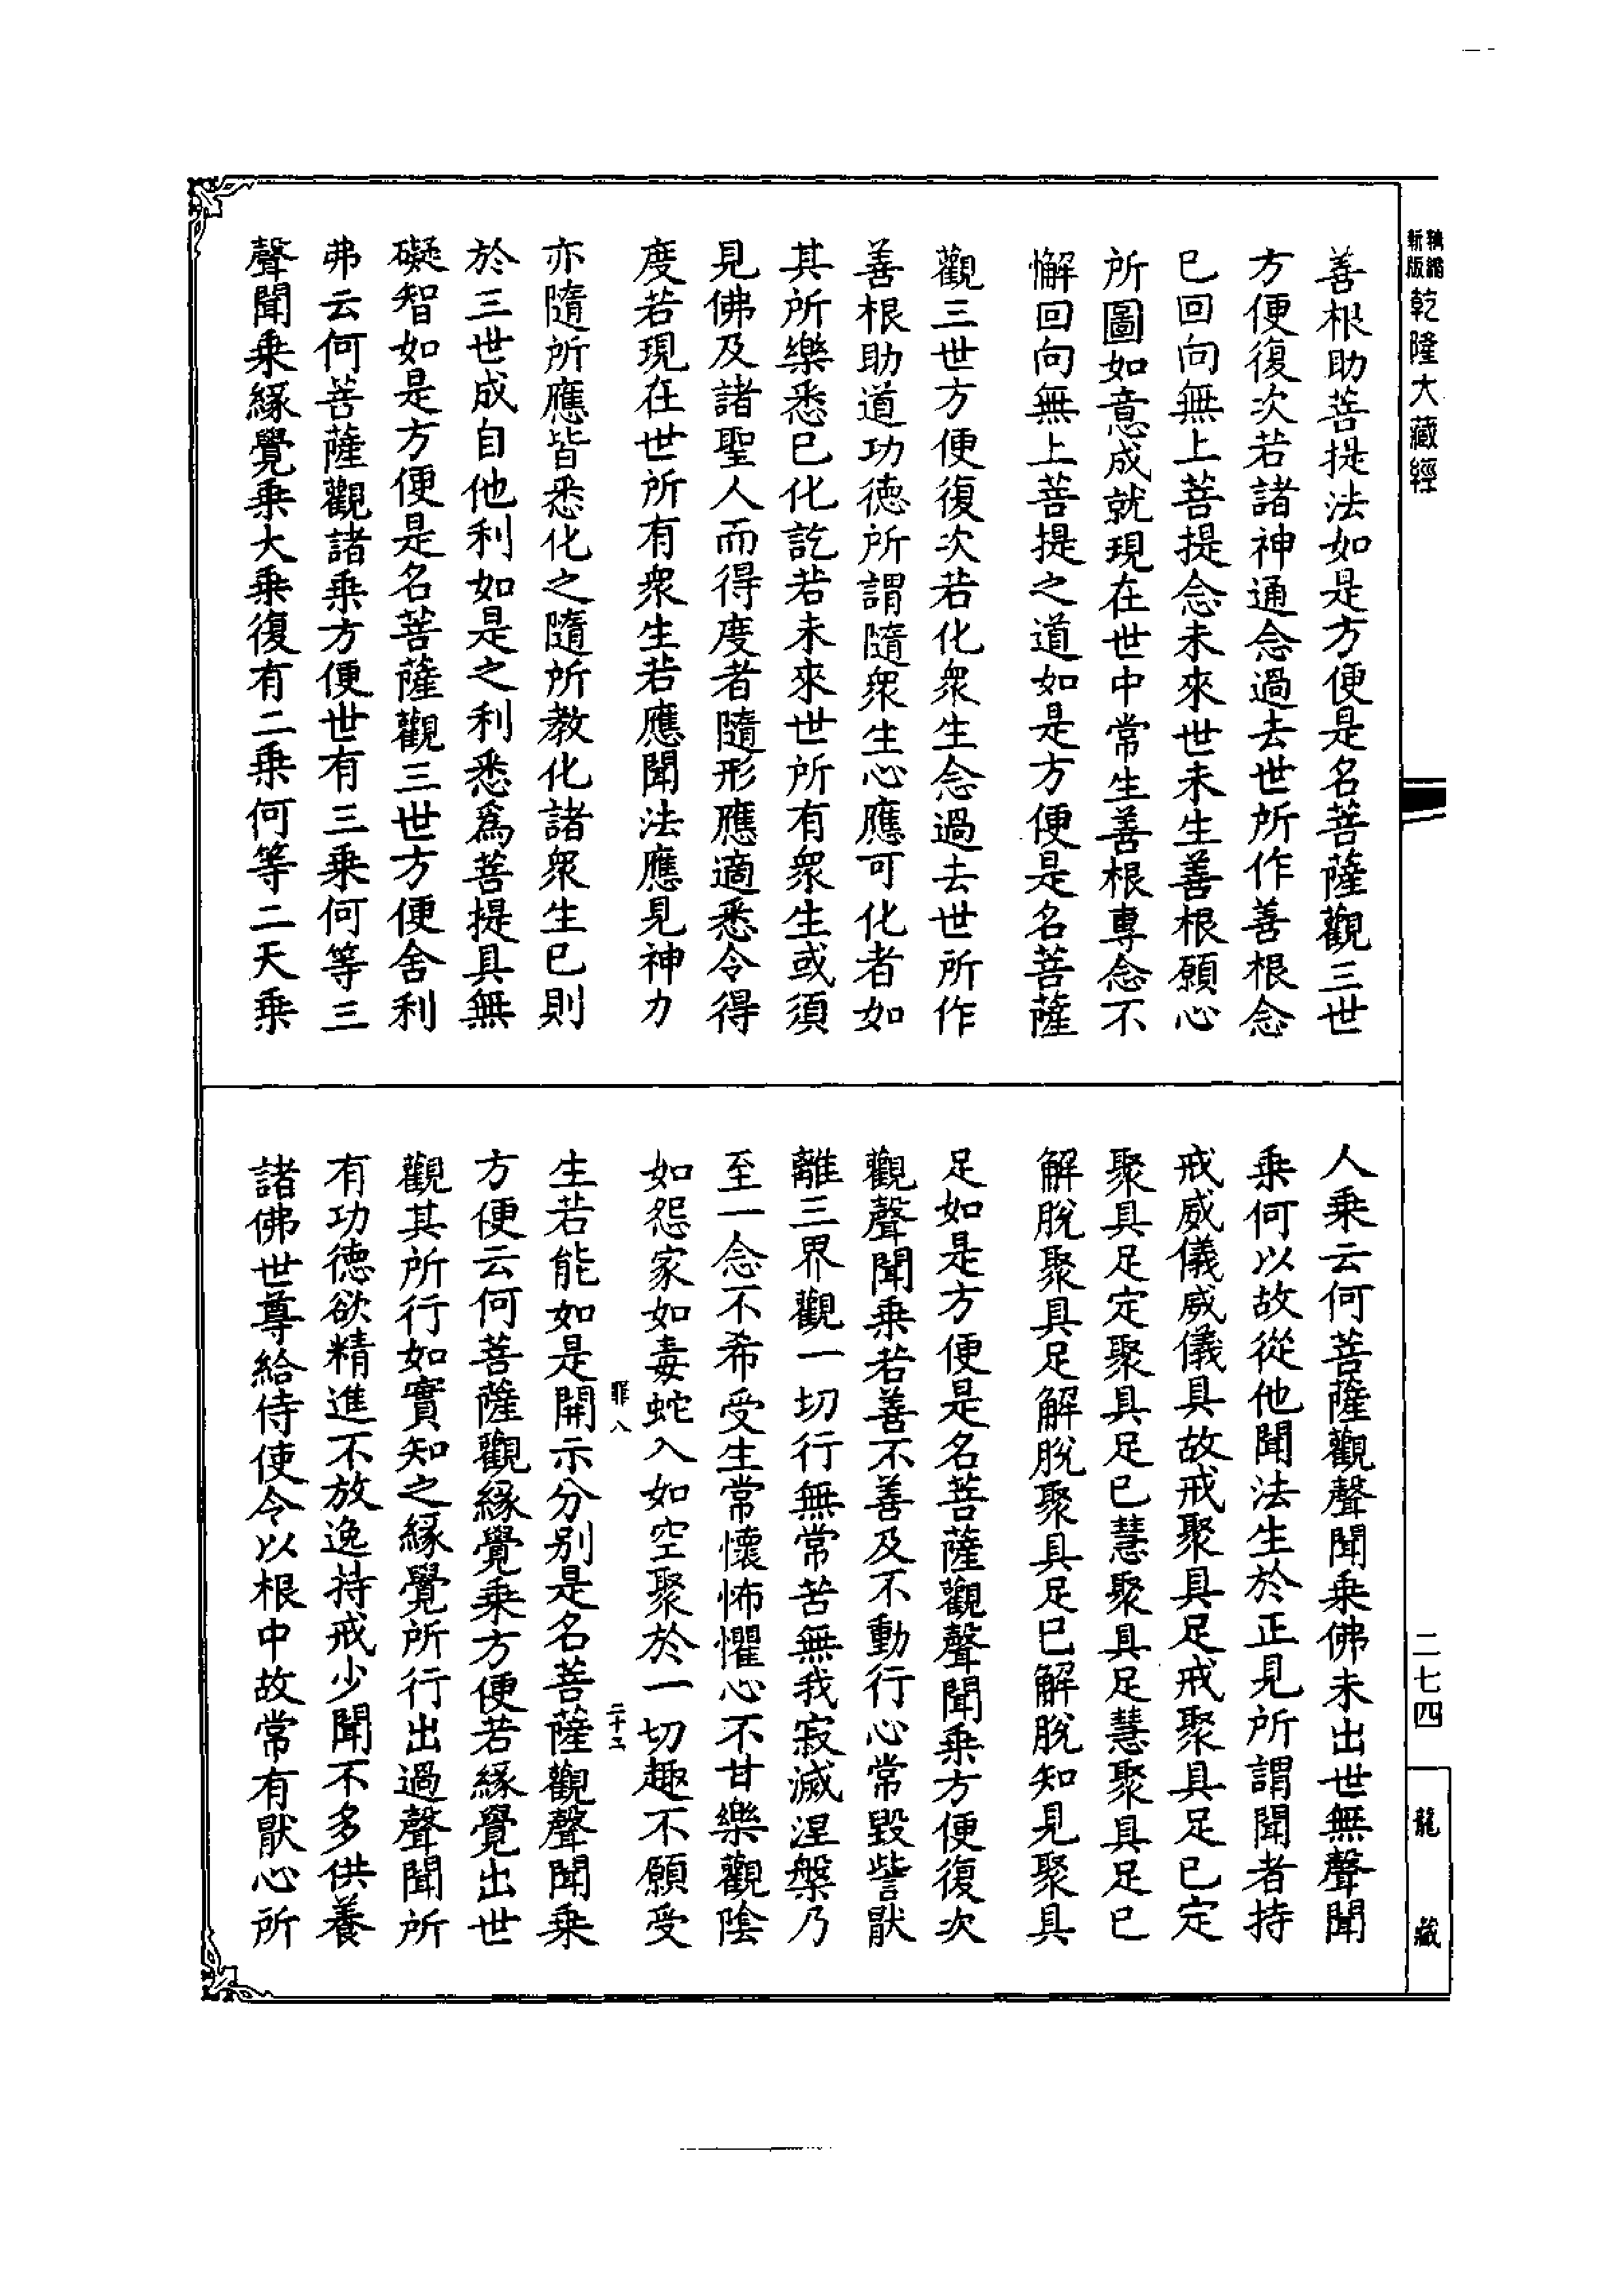 新版
乾隆大藏經
善根助菩提法如是方便是名菩薩觀三世
方便復次若諸神通念過去世所作善根念
已回向無上菩提念未來世未生善根願心
所圖如意成就現在世中常生善根專念不
懈回向無上菩提之道如是方便是名菩薩
觀三世方便復次若化衆生念過去世所作
善根助道功德所謂隨衆生心應可化者如
其所樂悉已化訖若未來世所有衆生或須
見佛及諸聖人而得度者隨形應適悉令得
度若現在世所有衆生若應聞法應見神力
亦隨所應皆悉化之隨所教化諸衆生已則
於三世成自他利如是之利悉爲菩提具無
礙智如是方便是名菩薩觀三世方便舍利
弗云何菩薩觀諸乘方便世有三乘何等三
聲聞乘緣覺乘大乘復有二乘何等二天乘
人乘云何菩薩觀聲聞乘佛未出世無聲聞
乘何以故從他聞法生於正見所謂聞者持
戒威儀威儀具故戒聚具足戒聚具足已定
聚具足定聚具足已慧聚具足慧聚具足已
解脫聚具足解脫聚具足已解脫知見聚具
足如是方便是名菩薩觀聲聞乘方便復次
觀聲聞乘若善不善及不動行心常毀訾猒
離三界觀一切行無常苦無我寂滅涅槃乃
至一念不希受生常懷怖懼心不甘樂觀陰
如怨家如毒蛇入如空聚於一切趣不願受
罪八
生若能如是開示分別是名菩薩觀聲聞乘
方便云何菩薩觀緣覺乘方便若緣覺出世
觀其所行如實知之緣覺所行出過聲聞所
有功德欲精進不放逸持戒少聞不多供養
諸佛世尊給侍使令以根中故常有猒心所
二七四
龍藏